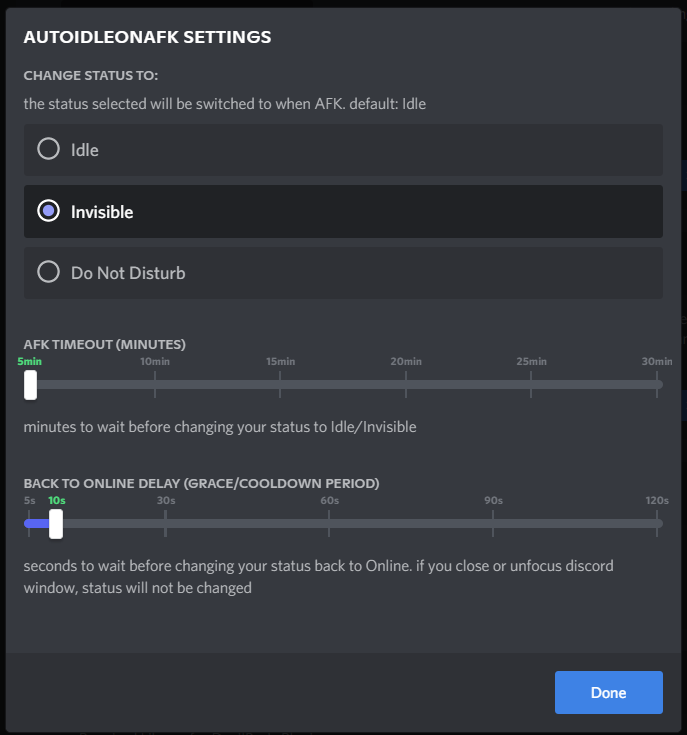 AUTOIDLEONAFK SETTINGS
CHANGE STATUS TO:
the status selected will be switched to when AFK. default: Idle
Idle
Invisible
Do Not Disturb
AFK TIMEOUT (MINUTES)
5min 10min 15min 20min 25min 30min
minutes to wait before changing your status to Idle/Invisible
BACK TO ONLINE DELAY (GRACE/COOLDOWN PERIOD)
5s 10s 30s 60s 90s 120s
seconds to wait before changing your status back to Online. if you close or unfocus discord
window, status will not be changed
Done